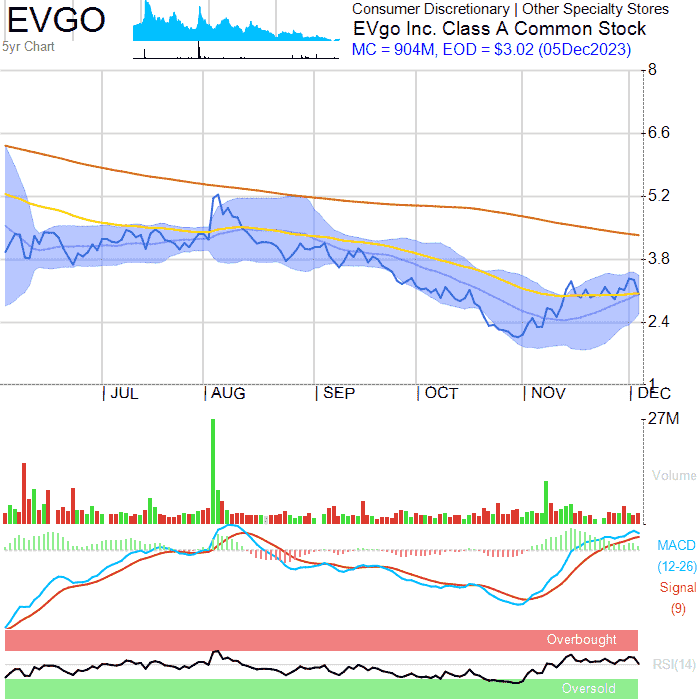 EVGO
5yr Chart
Consumer Discretionary | Other Specialty Stores
EVgo Inc. Class A Common Stock
MC = 904M, EOD = $3.02 (05Dec2023)
8
6.6
5.2
3.8
2.4
1
| JUL | AUG | SEP | OCT | NOV | DEC
27M
Volume
MACD
(12-26)
Signal
(9)
Overbought
RSI(14)
Oversold